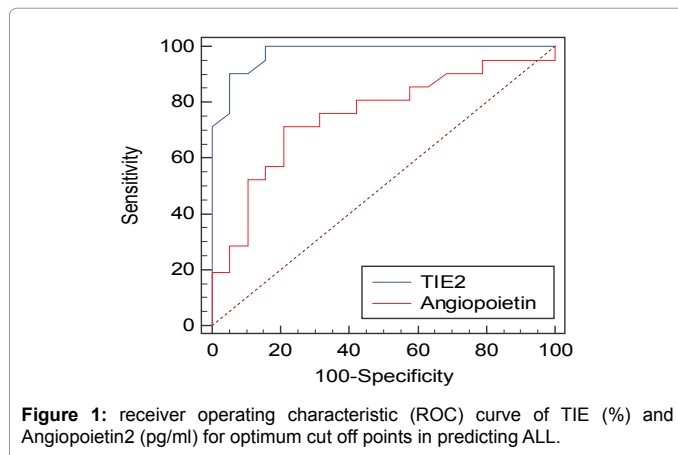 100
80
60
40
20
0
Sensitivity
TIE2
Angiopoietin
0 20 40 60 80 100
100-Specificity
Figure 1: receiver operating characteristic (ROC) curve of TIE (%) and
Angiopoietin2 (pg/ml) for optimum cut off points in predicting ALL.